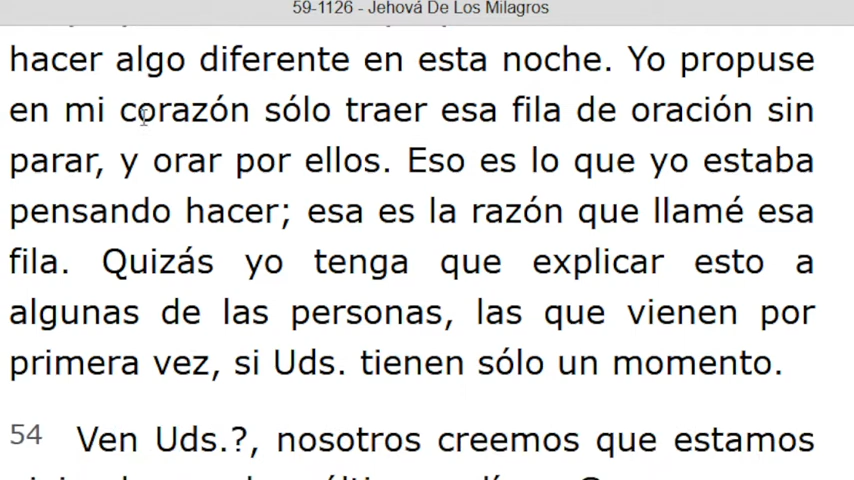 59-1126 - Jehová De Los Milagros
hacer algo diferente en esta noche. Yo propuse
en mi corazón sólo traer esa fila de oración sin
parar, y orar por ellos. Eso es lo que yo estaba
pensando hacer; esa es la razón que llamé esa
fila. Quizás yo tenga que explicar esto a
algunas de las personas, las que vienen por
primera vez, si Uds. tienen sólo un momento.
54 Ven Uds.?, nosotros creemos que estamos